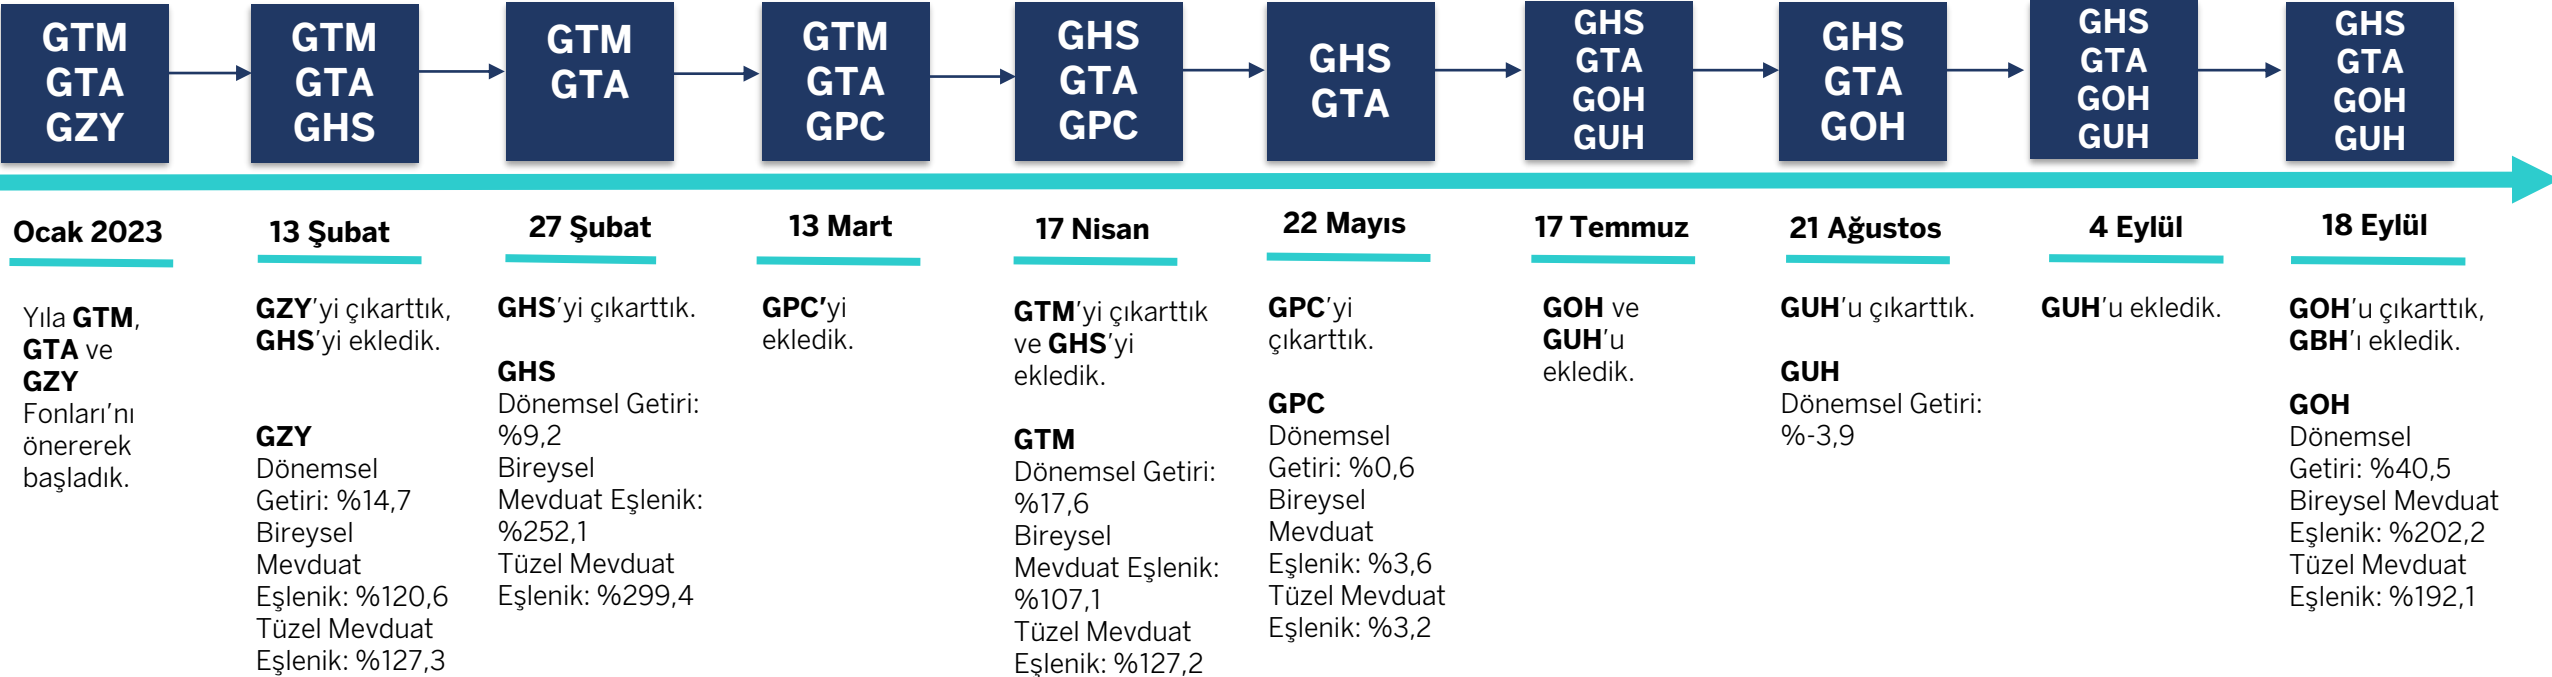 GTM
GTA
GZY
GTM
GTA
GHS
GTM
GTA
GTM
GTA
GPC
GHS
GTA
GPC
GHS
GTA
GHS
GTA
GOH
GUH
GHS
GTA
GOH
GHS
GTA
GOH
GUH
GHS
GTA
GOH
GUH
Ocak 2023
Yıla GTM,
GTA ve
GZY
Fonları’nı
önererek
başladık.
13 Şubat
GZY’yi çıkarttık,
GHS’yi ekledik.
GZY
Dönemsel
Getiri: %14,7
Bireysel
Mevduat
Eşlenik: %120,6
Tüzel Mevduat
Eşlenik: %127,3
27 Şubat
GHS’yi çıkarttık.
GHS
Dönemsel Getiri:
%9,2
Bireysel
Mevduat Eşlenik:
%252,1
Tüzel Mevduat
Eşlenik: %299,4
13 Mart
GPC’yi
ekledik.
17 Nisan
GTM’yi çıkarttık
ve GHS’yi
ekledik.
GTM
Dönemsel Getiri:
%17,6
Bireysel
Mevduat Eşlenik:
%107,1
Tüzel Mevduat
Eşlenik: %127,2
22 Mayıs
GPC’yi
çıkarttık.
GPC
Dönemsel
Getiri: %0,6
Bireysel
Mevduat
Eşlenik: %3,6
Tüzel Mevduat
Eşlenik: %3,2
17 Temmuz
GOH ve
GUH’u
ekledik.
21 Ağustos
GUH’u çıkarttık.
GUH
Dönemsel Getiri:
%-3,9
4 Eylül
GUH’u ekledik.
18 Eylül
GOH’u çıkarttık,
GBH’ı ekledik.
GOH
Dönemsel
Getiri: %40,5
Bireysel Mevduat
Eşlenik: %202,2
Tüzel Mevduat
Eşlenik: %192,1